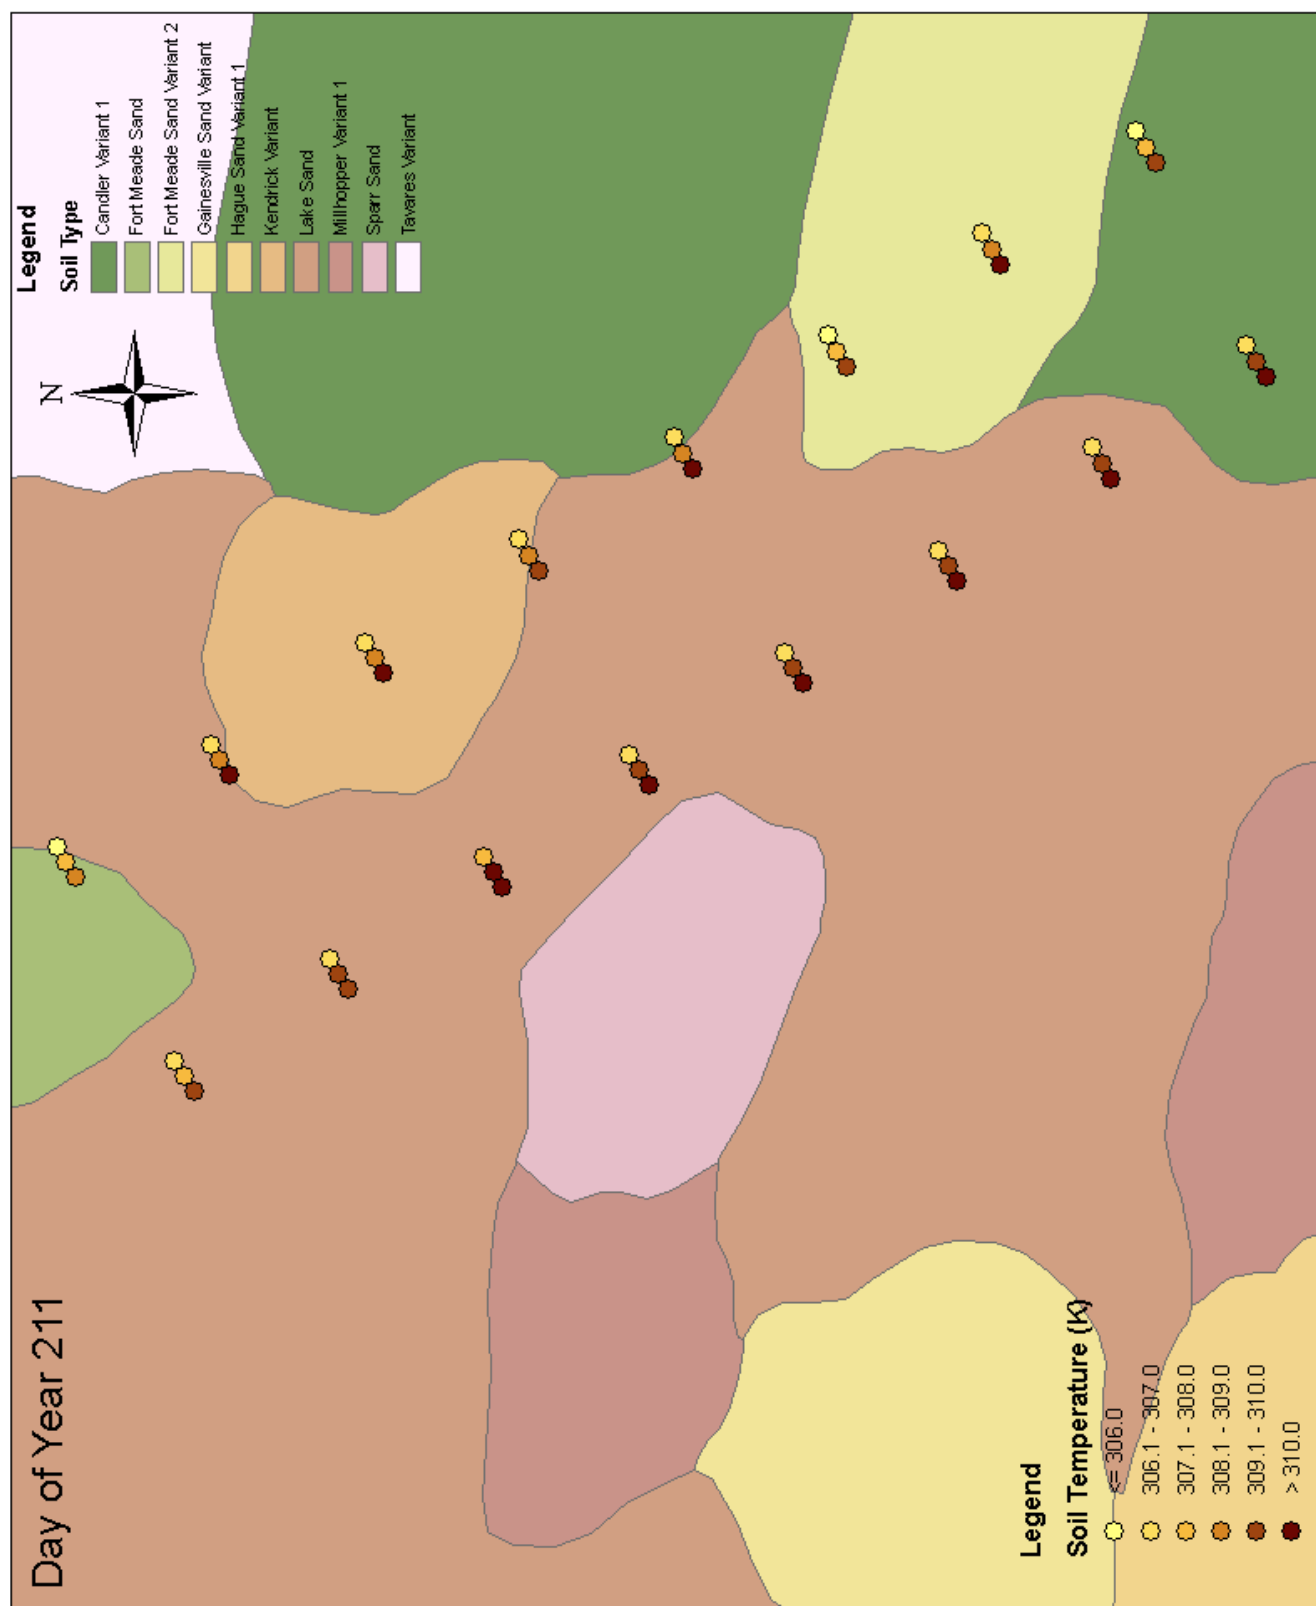 Day of Year 211
N
Legend
Soil Type
Candler Variant 1
Fort Meade Sand
Fort Meade Sand Variant 2
Gainesville Sand Variant
Hague Sand Variant 1
Kendrick Variant
Lake Sand
Millhopper Variant 1
Sparr Sand
Tavares Variant
Legend
Soil Temperature (K)
<= 306.0
306.1 - 307.0
307.1 - 308.0
308.1 - 309.0
309.1 - 310.0
> 310.0